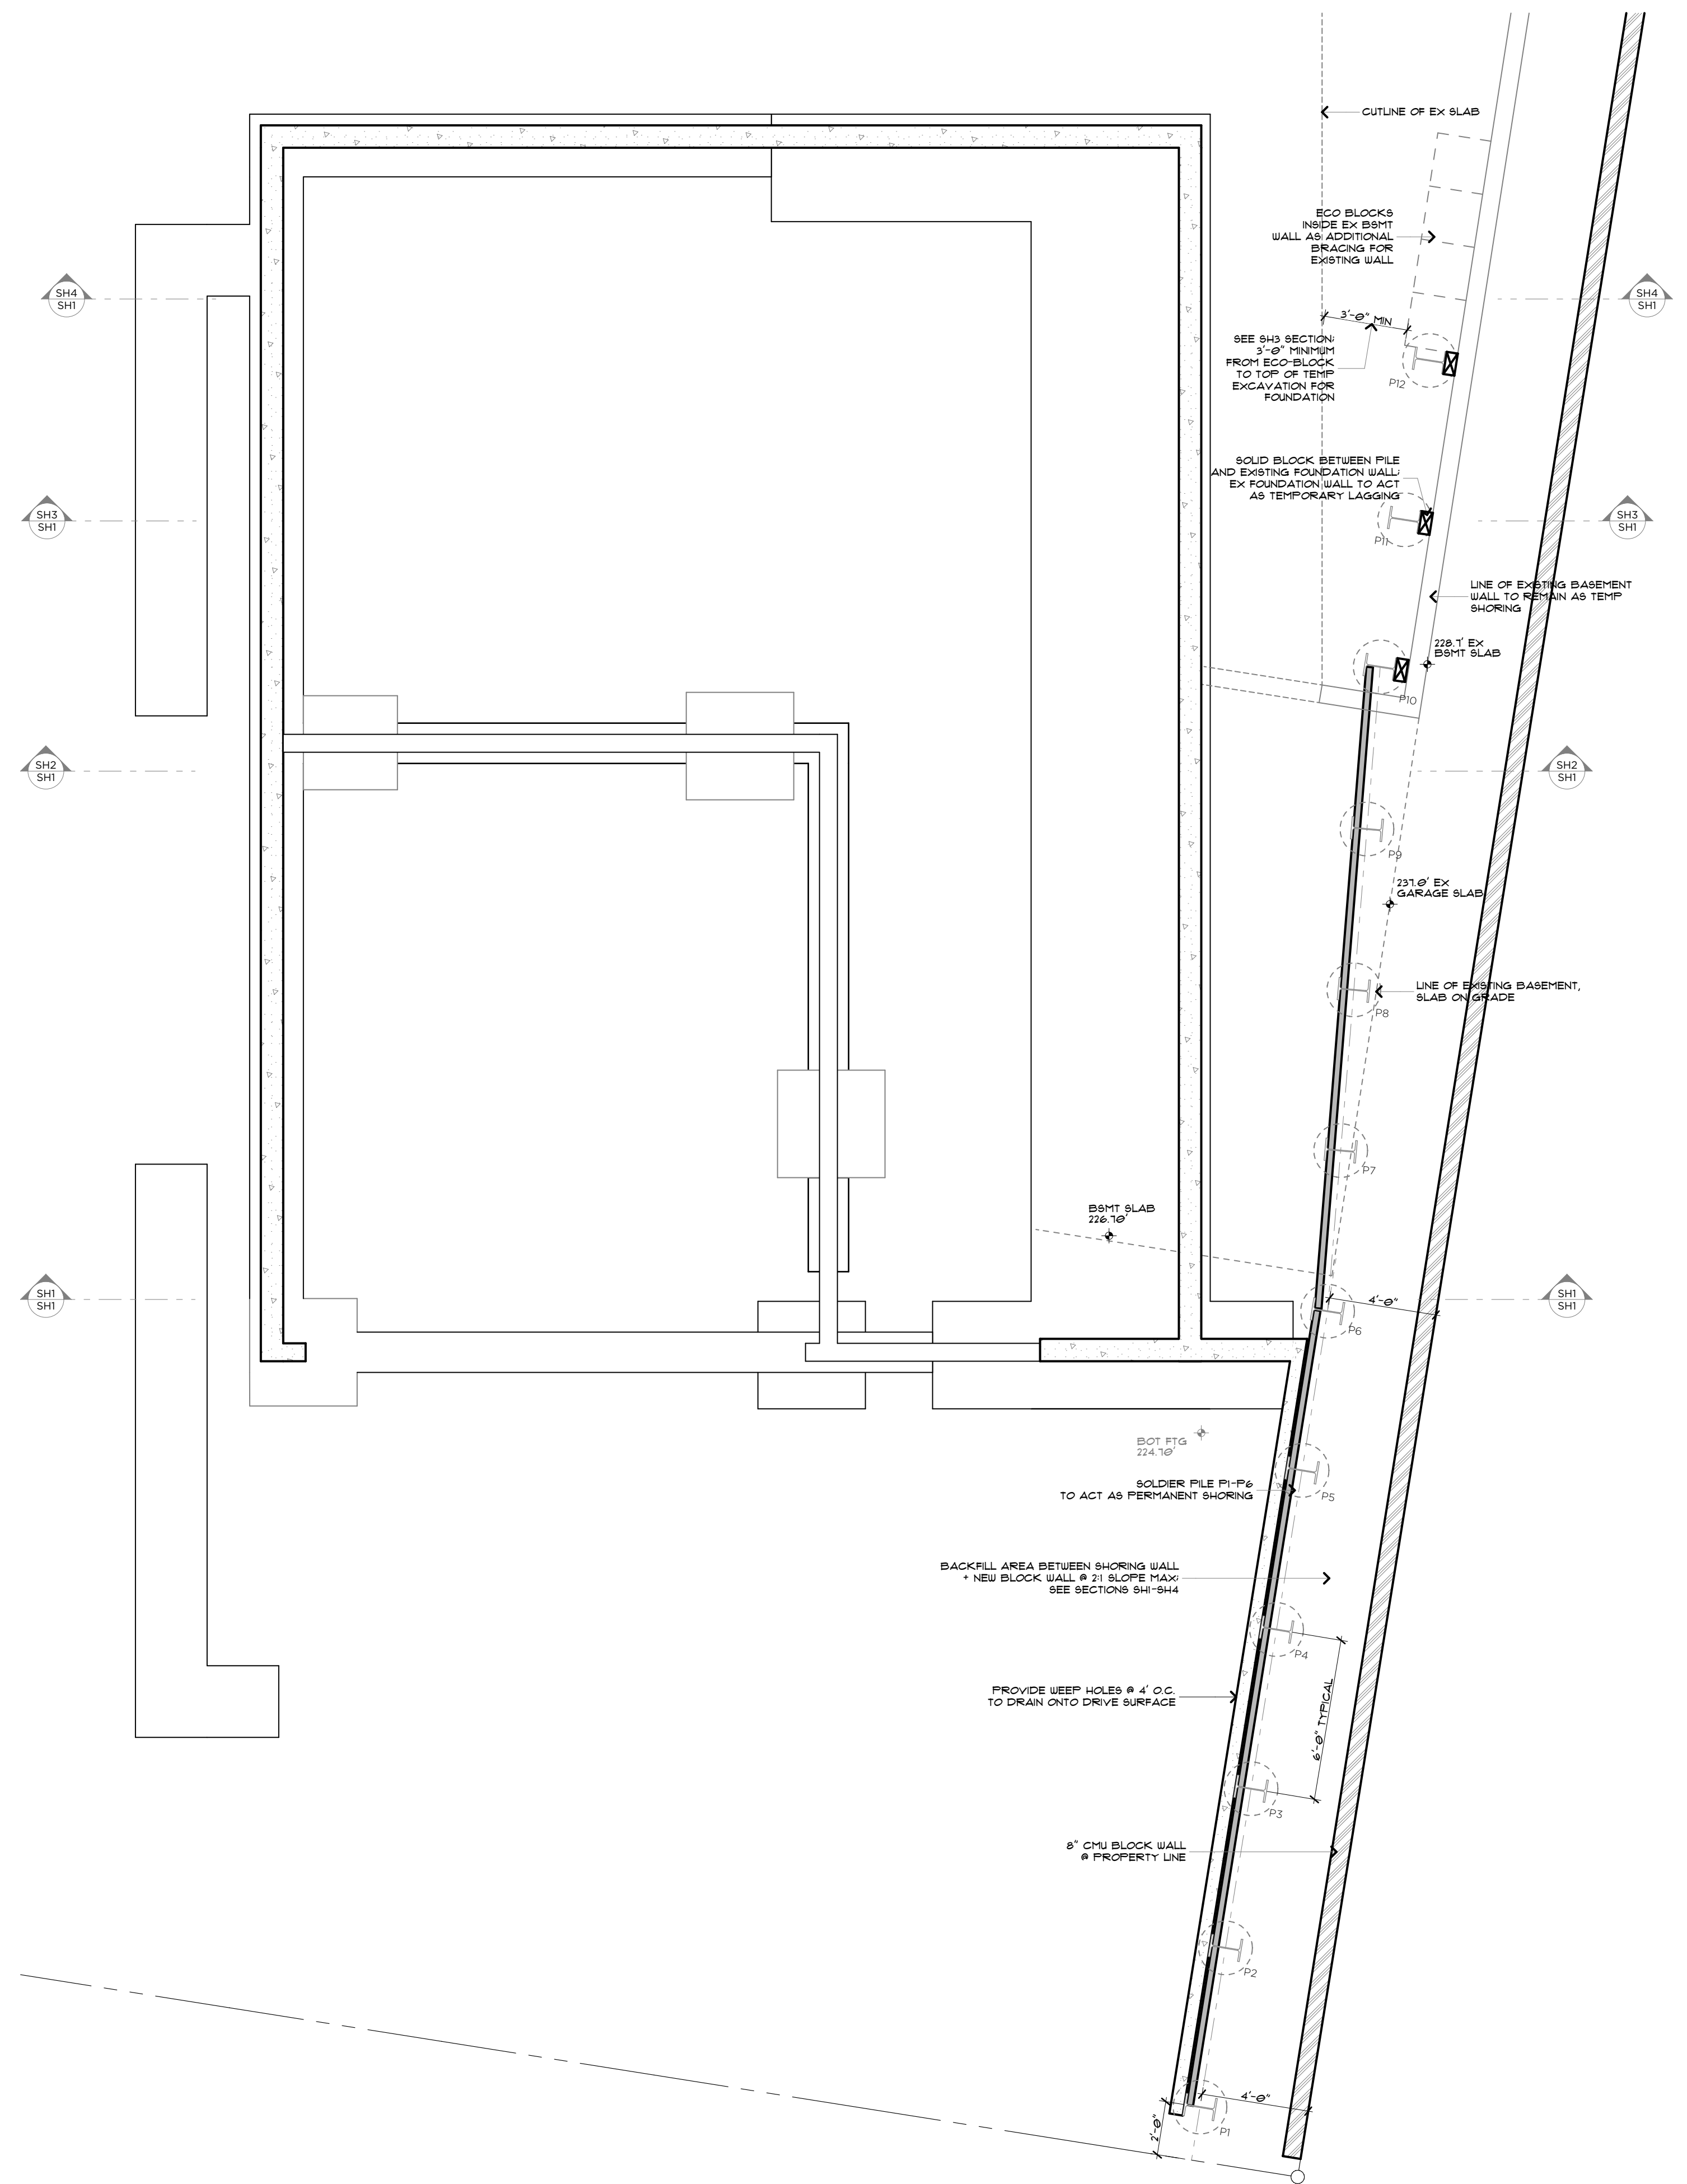 CUTLINE OF EX SLAB
ECO BLOCKS
INSIDE EX BSMT
WALL AS ADDITIONAL
BRACING FOR
EXISTING WALL
SH4
SH1
SH4
SH1
3'-0" MIN
SEE SH3 SECTION;
3'-0" MINIMUM
FROM ECO-BLOCK
TO TOP OF TEMP
EXCAVATION FOR
FOUNDATION
P12
SOLID BLOCK BETWEEN PILE
AND EXISTING FOUNDATION WALL;
EX FOUNDATION WALL TO ACT
AS TEMPORARY LAGGING
SH3
SH1
SH3
SH1
P11
LINE OF EXISTING BASEMENT
WALL TO REMAIN AS TEMP
SHORING
228.7' EX
BSMT SLAB
P10
SH2
SH1
SH2
SH1
P9
237.0' EX
GARAGE SLAB
LINE OF EXISTING BASEMENT,
SLAB ON GRADE
P8
P7
BSMT SLAB
226.70'
SH1
SH1
SH1
SH1
4'-0"
P6
BOT FTG
224.70'
SOLDIER PILE P1-P6
TO ACT AS PERMANENT SHORING
P5
BACKFILL AREA BETWEEN SHORING WALL
+ NEW BLOCK WALL @ 2:1 SLOPE MAX;
SEE SECTIONS SH1-SH4
P4
PROVIDE WEEP HOLES @ 4' O.C.
TO DRAIN ONTO DRIVE SURFACE
6'-0" TYPICAL
P3
8" CMU BLOCK WALL
@ PROPERTY LINE
P2
4'-0"
2'-0"
P1